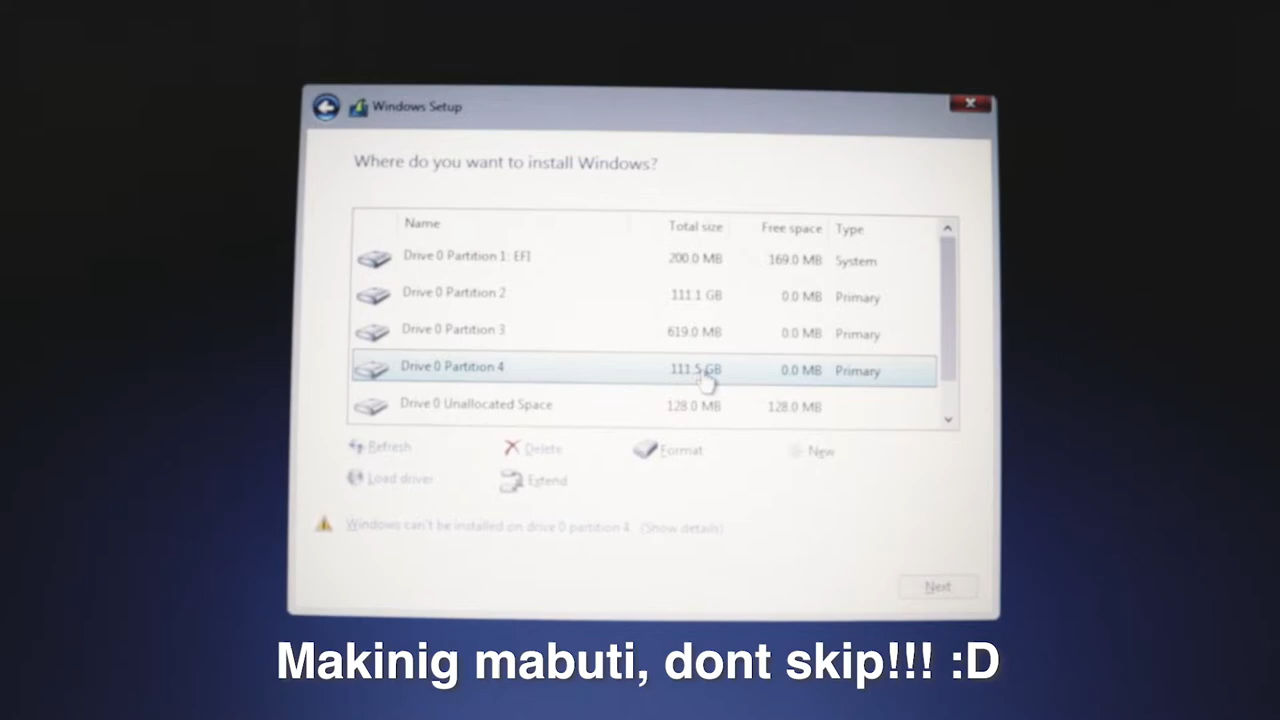 Windows Setup
Where do you want to install Windows?
Name Total size Free space Type
Drive 0 Partition 1: EFI 200.0 MB 169.0 MB System
Drive 0 Partition 2 111.1 GB 0.0 MB Primary
Drive 0 Partition 3 619.0 MB 0.0 MB Primary
Drive 0 Partition 4 111.5 GB 0.0 MB Primary
Drive 0 Unallocated Space 128.0 MB 128.0 MB
Refresh Delete Format New
Load driver Extend
Windows can't be installed on drive 0 partition 4. (Show details)
Next
Makinig mabuti, dont skip!!! :D